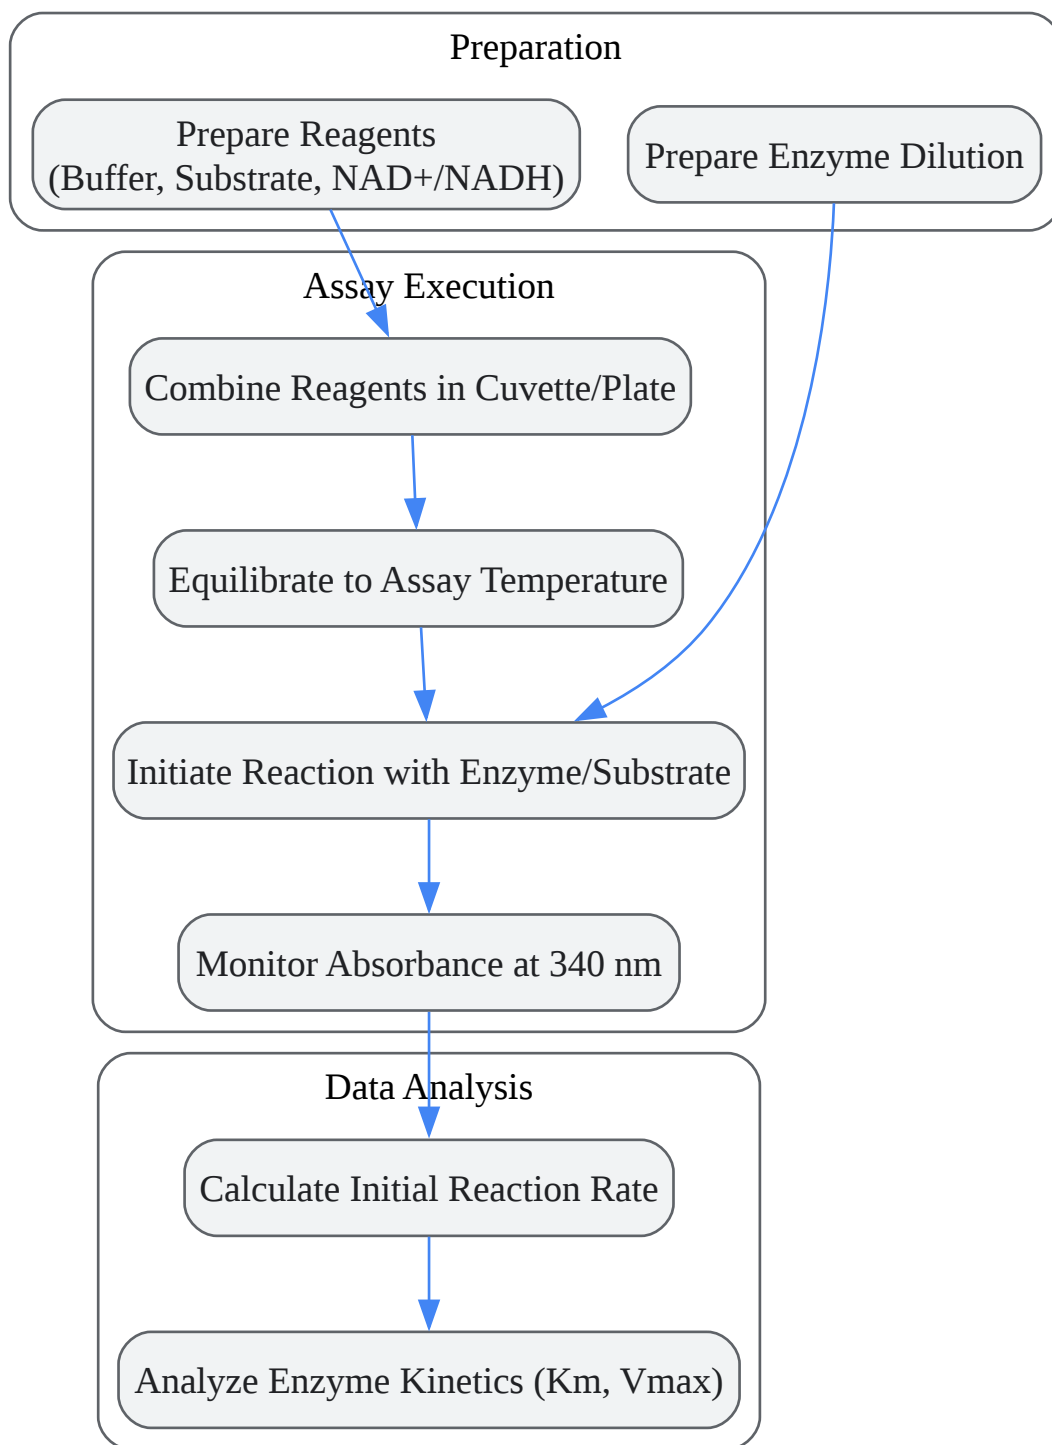 Preparation
Prepare Reagents
(Buffer, Substrate, NAD+/NADH)
Prepare Enzyme Dilution
Assay Execution
Combine Reagents in Cuvette/Plate
Equilibrate to Assay Temperature
Initiate Reaction with Enzyme/Substrate
Monitor Absorbance at 340 nm
Data Analysis
Calculate Initial Reaction Rate
Analyze Enzyme Kinetics (Km, Vmax)